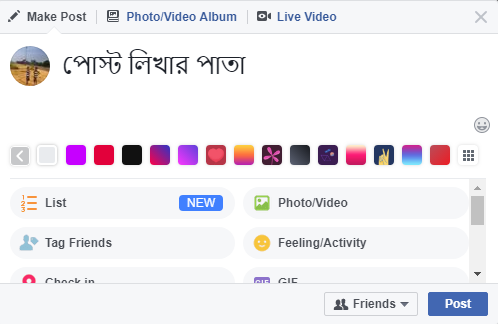 Make Post Photo/Video Album Live Video
পোস্ট লিখার পাতা
List NEW Photo/Video
Tag Friends Feeling/Activity
Check in GIF
Friends Post